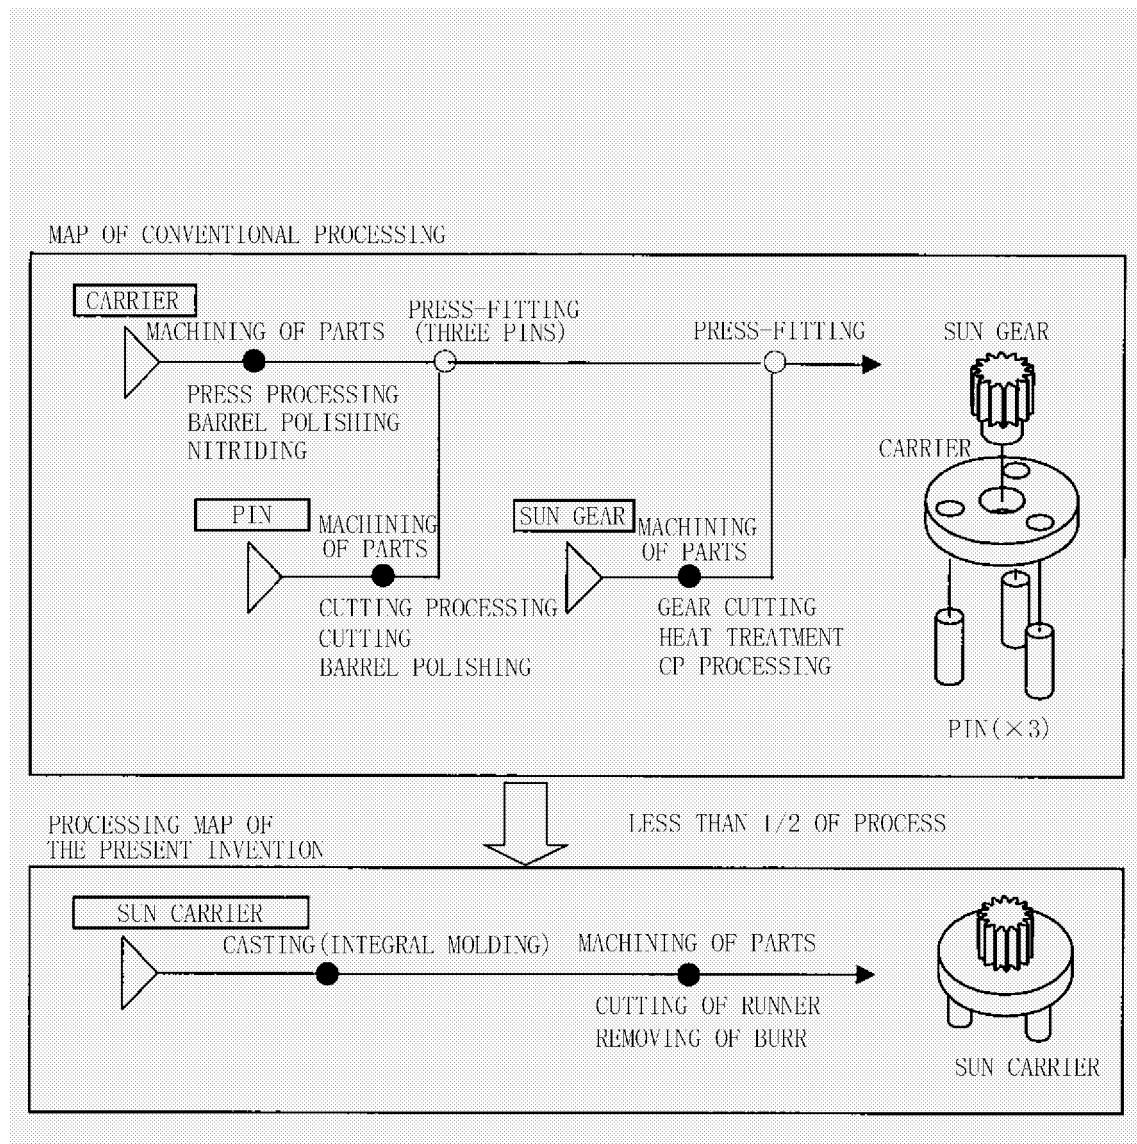 MAP OF CONVENTIONAL PROCESSING
CARRIER
MACHINING OF PARTS
PRESS-FITTING
(THREE PINS)
PRESS-FITTING
SUN GEAR
PRESS PROCESSING
BARREL POLISHING
NITRIDING
CARRIER
PIN
MACHINING
OF PARTS
SUN GEAR
MACHINING
OF PARTS
CUTTING PROCESSING
CUTTING
BARREL POLISHING
GEAR CUTTING
HEAT TREATMENT
CP PROCESSING
PIN(×3)
PROCESSING MAP OF
THE PRESENT INVENTION
LESS THAN 1/2 OF PROCESS
SUN CARRIER
CASTING(INTEGRAL MOLDING)
MACHINING OF PARTS
CUTTING OF RUNNER
REMOVING OF BURR
SUN CARRIER